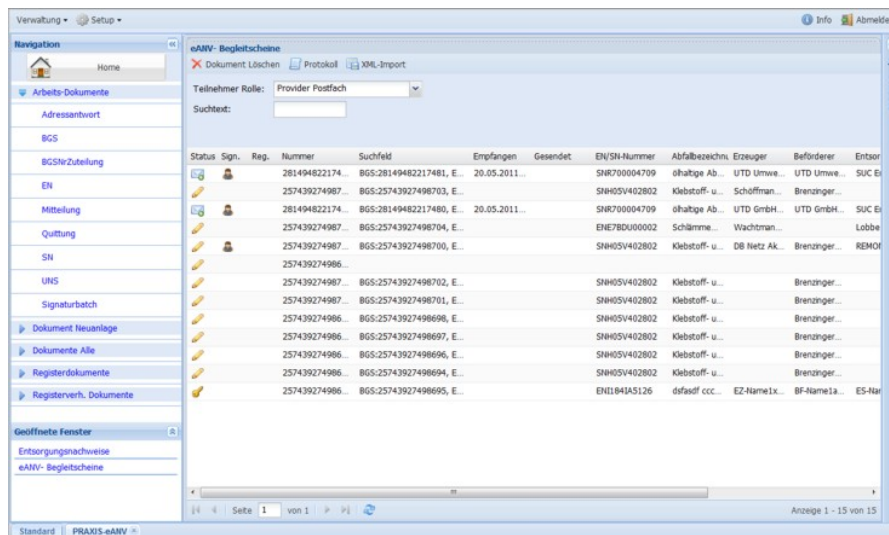 Verwaltung Setup Info Abmelde
Navigation
Home
Arbeits-Dokumente
Adressantwort
BGS
BGSNrZuteilung
EN
Mitteilung
Quittung
SN
UNS
Signaturbatch
Dokument Neuanlage
Dokumente Alle
Registerdokumente
Registerverh. Dokumente
Geöffnete Fenster
Entsorgungsnachweise
eANV- Begleitscheine
eANV- Begleitscheine
Dokument Löschen Protokoll XML-Import
Teilnehmer Rolle: Provider Postfach
Suchtext:
Status Sign. Reg. Nummer Suchfeld Empfangen Gesendet EN/SN-Nummer Abfallbezeichnu Erzeuger Beförderer Entsor
281494822174... BGS:28149482217481, E... 20.05.2011... SNR700004709 ölhaltige Ab... UTD Umwe... UTD Umwe... SUC En
257439274987... BGS:25743927498703, E... SNH05V402802 Klebstoff- u... Schöffman... Brenzinger...
281494822174... BGS:28149482217480, E... 20.05.2011... SNR700004709 ölhaltige Ab... UTD GmbH... UTD GmbH... SUC En
257439274987... BGS:25743927498704, E... ENE7BDU00002 Schlämme... Wachtman... Lobbe
257439274987... BGS:25743927498700, E... SNH05V402802 Klebstoff- u... DB Netz Ak... Brenzinger... REMON
257439274986...
257439274987... BGS:25743927498702, E... SNH05V402802 Klebstoff- u... Brenzinger...
257439274987... BGS:25743927498701, E... SNH05V402802 Klebstoff- u... Brenzinger...
257439274986... BGS:25743927498698, E... SNH05V402802 Klebstoff- u... Brenzinger...
257439274986... BGS:25743927498697, E... SNH05V402802 Klebstoff- u... Brenzinger...
257439274986... BGS:25743927498696, E... SNH05V402802 Klebstoff- u... Brenzinger...
257439274986... BGS:25743927498694, E... SNH05V402802 Klebstoff- u... Brenzinger...
257439274986... BGS:25743927498695, E... ENI184IA5126 dsfasdf ccc... EZ-Name1x... BF-Name1a... ES-Nar
Seite 1 von 1 Anzeige 1 - 15 von 15
Standard PRAXIS-eANV